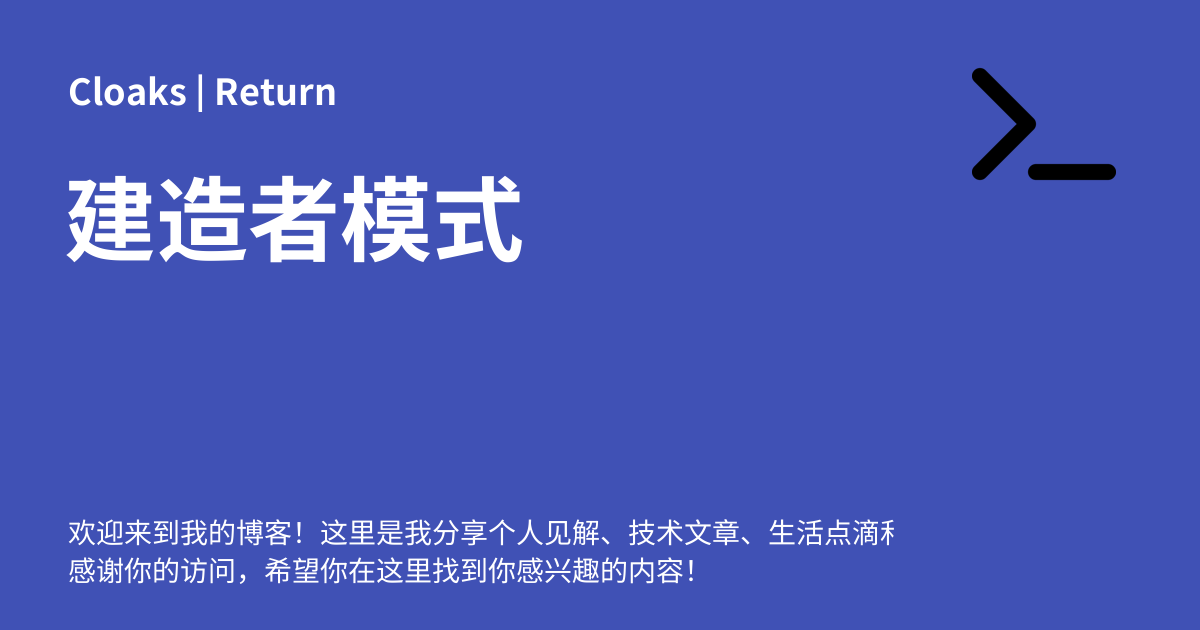 Cloaks | Return
建造者模式
欢迎来到我的博客！这里是我分享个人见解、技术文章、生活点滴
感谢你的访问，希望你在这里找到你感兴趣的内容！